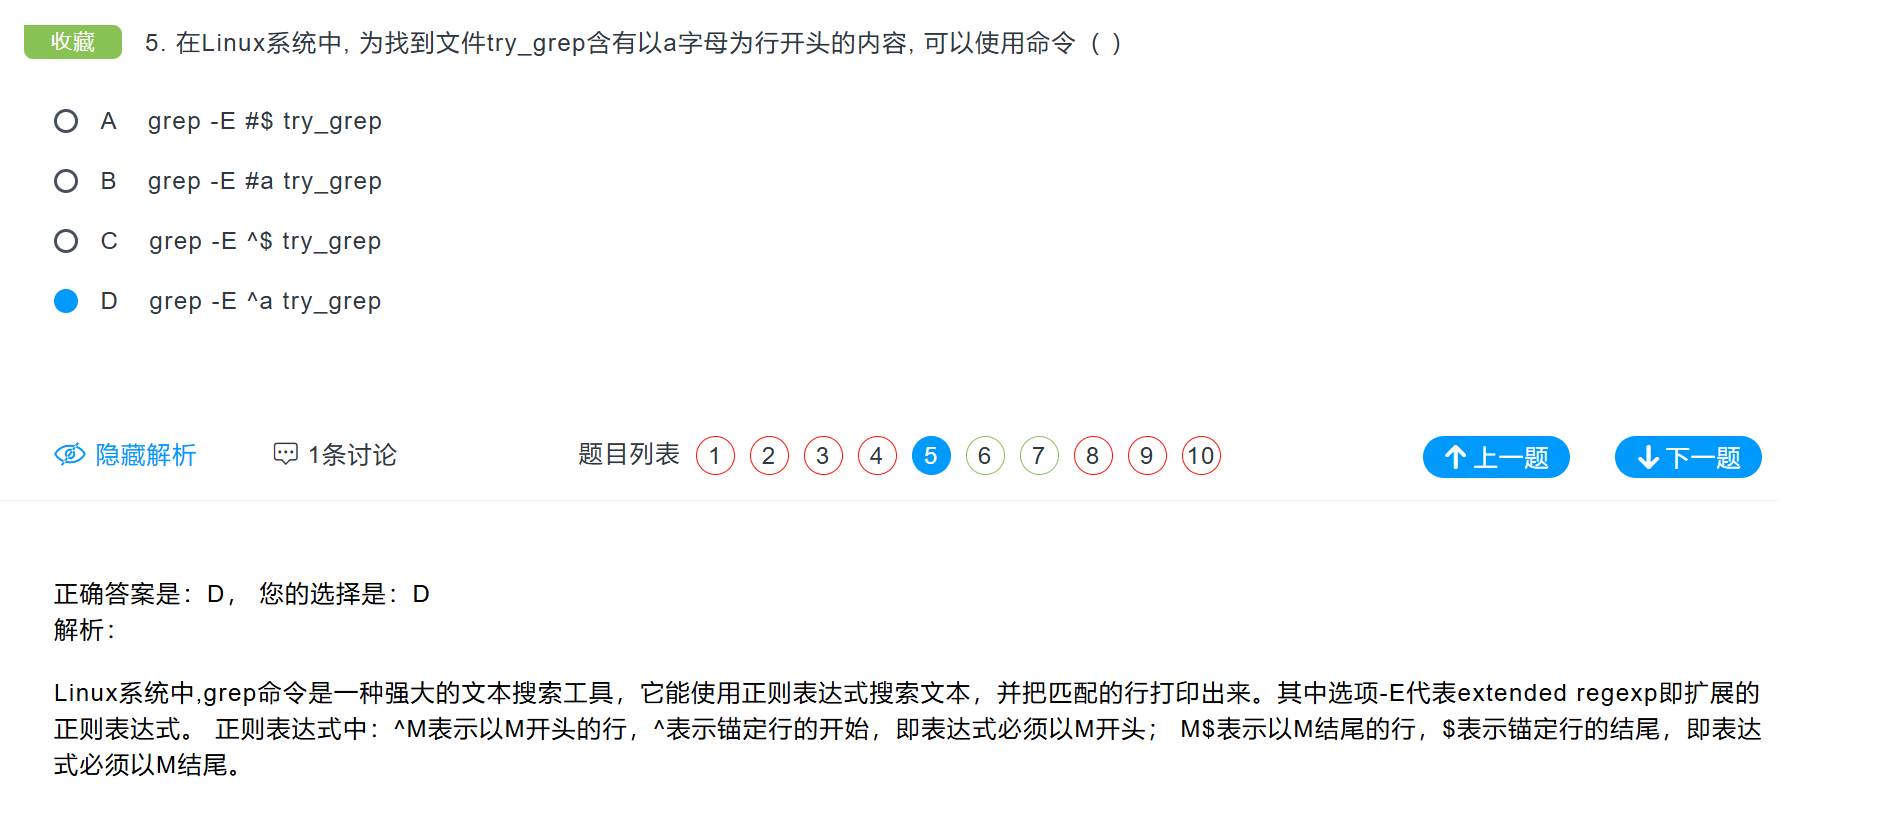 收藏 5. 在Linux系统中, 为找到文件try_grep含有以a字母为行开头的内容, 可以使用命令 ( )
A grep -E #$ try_grep
B grep -E #a try_grep
C grep -E ^$ try_grep
D grep -E ^a try_grep
隐藏解析 1条讨论 题目列表 1 2 3 4 5 6 7 8 9 10 上一题 下一题
正确答案是：D， 您的选择是：D
解析：
Linux系统中,grep命令是一种强大的文本搜索工具，它能使用正则表达式搜索文本，并把匹配的行打印出来。其中选项-E代表extended regexp即扩展的
正则表达式。 正则表达式中：^M表示以M开头的行，^表示锚定行的开始，即表达式必须以M开头； M$表示以M结尾的行，$表示锚定行的结尾，即表达
式必须以M结尾。